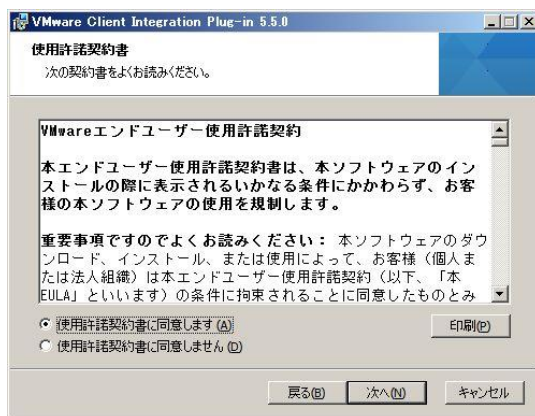 VMware Client Integration Plug-in 5.5.0
使用許諾契約書
次の契約書をよくお読みください。
VMwareエンドユーザー使用許諾契約
本エンドユーザー使用許諾契約書は、本ソフトウェアのイン
ストールの際に表示されるいかなる条件にかかわらず、お客
様の本ソフトウェアの使用を規制します。
重要事項ですのでよくお読みください： 本ソフトウェアのダウ
ンロード、インストール、または使用によって、お客様（個人ま
たは法人組織）は本エンドユーザー使用許諾契約（以下、「本
EULA」といいます）の条件に拘束されることに同意したものとみ
使用許諾契約書に同意します(A)
印刷(P)
使用許諾契約書に同意しません(D)
戻る(B)
次へ(N)
キャンセル